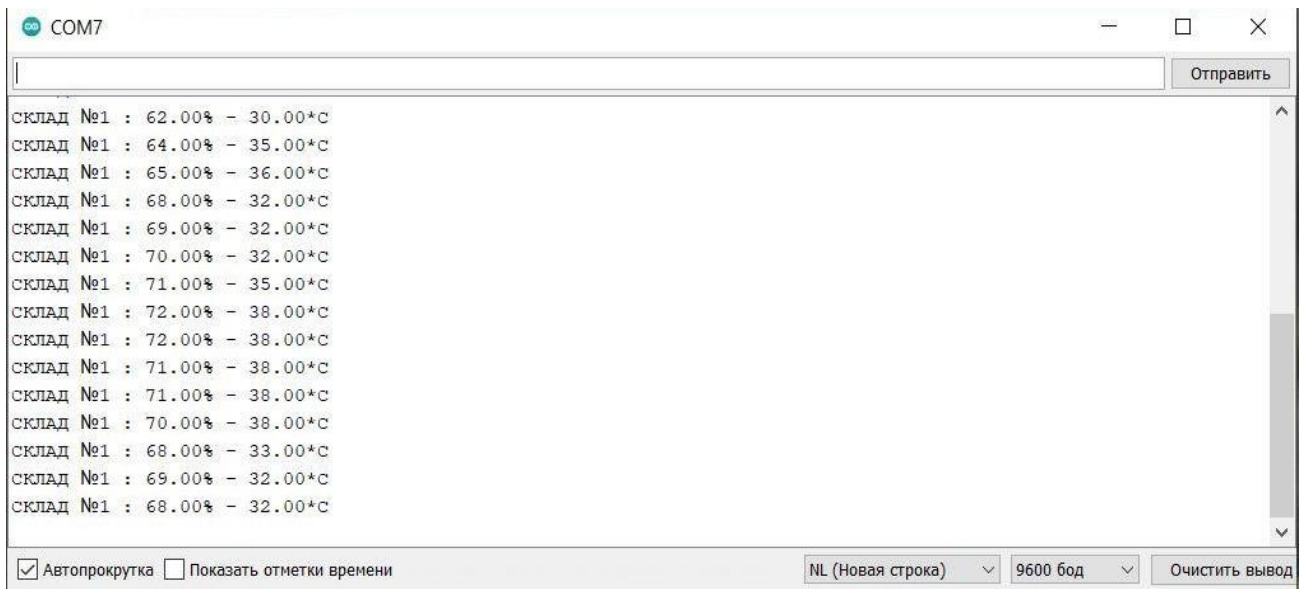 COM7
Отправить
СКЛАД №1 : 62.00% - 30.00*C
СКЛАД №1 : 64.00% - 35.00*C
СКЛАД №1 : 65.00% - 36.00*C
СКЛАД №1 : 68.00% - 32.00*C
СКЛАД №1 : 69.00% - 32.00*C
СКЛАД №1 : 70.00% - 32.00*C
СКЛАД №1 : 71.00% - 35.00*C
СКЛАД №1 : 72.00% - 38.00*C
СКЛАД №1 : 72.00% - 38.00*C
СКЛАД №1 : 71.00% - 38.00*C
СКЛАД №1 : 71.00% - 38.00*C
СКЛАД №1 : 70.00% - 38.00*C
СКЛАД №1 : 68.00% - 33.00*C
СКЛАД №1 : 69.00% - 32.00*C
СКЛАД №1 : 68.00% - 32.00*C
Автопрокрутка Показать отметки времени NL (Новая строка) 9600 бод Очистить вывод